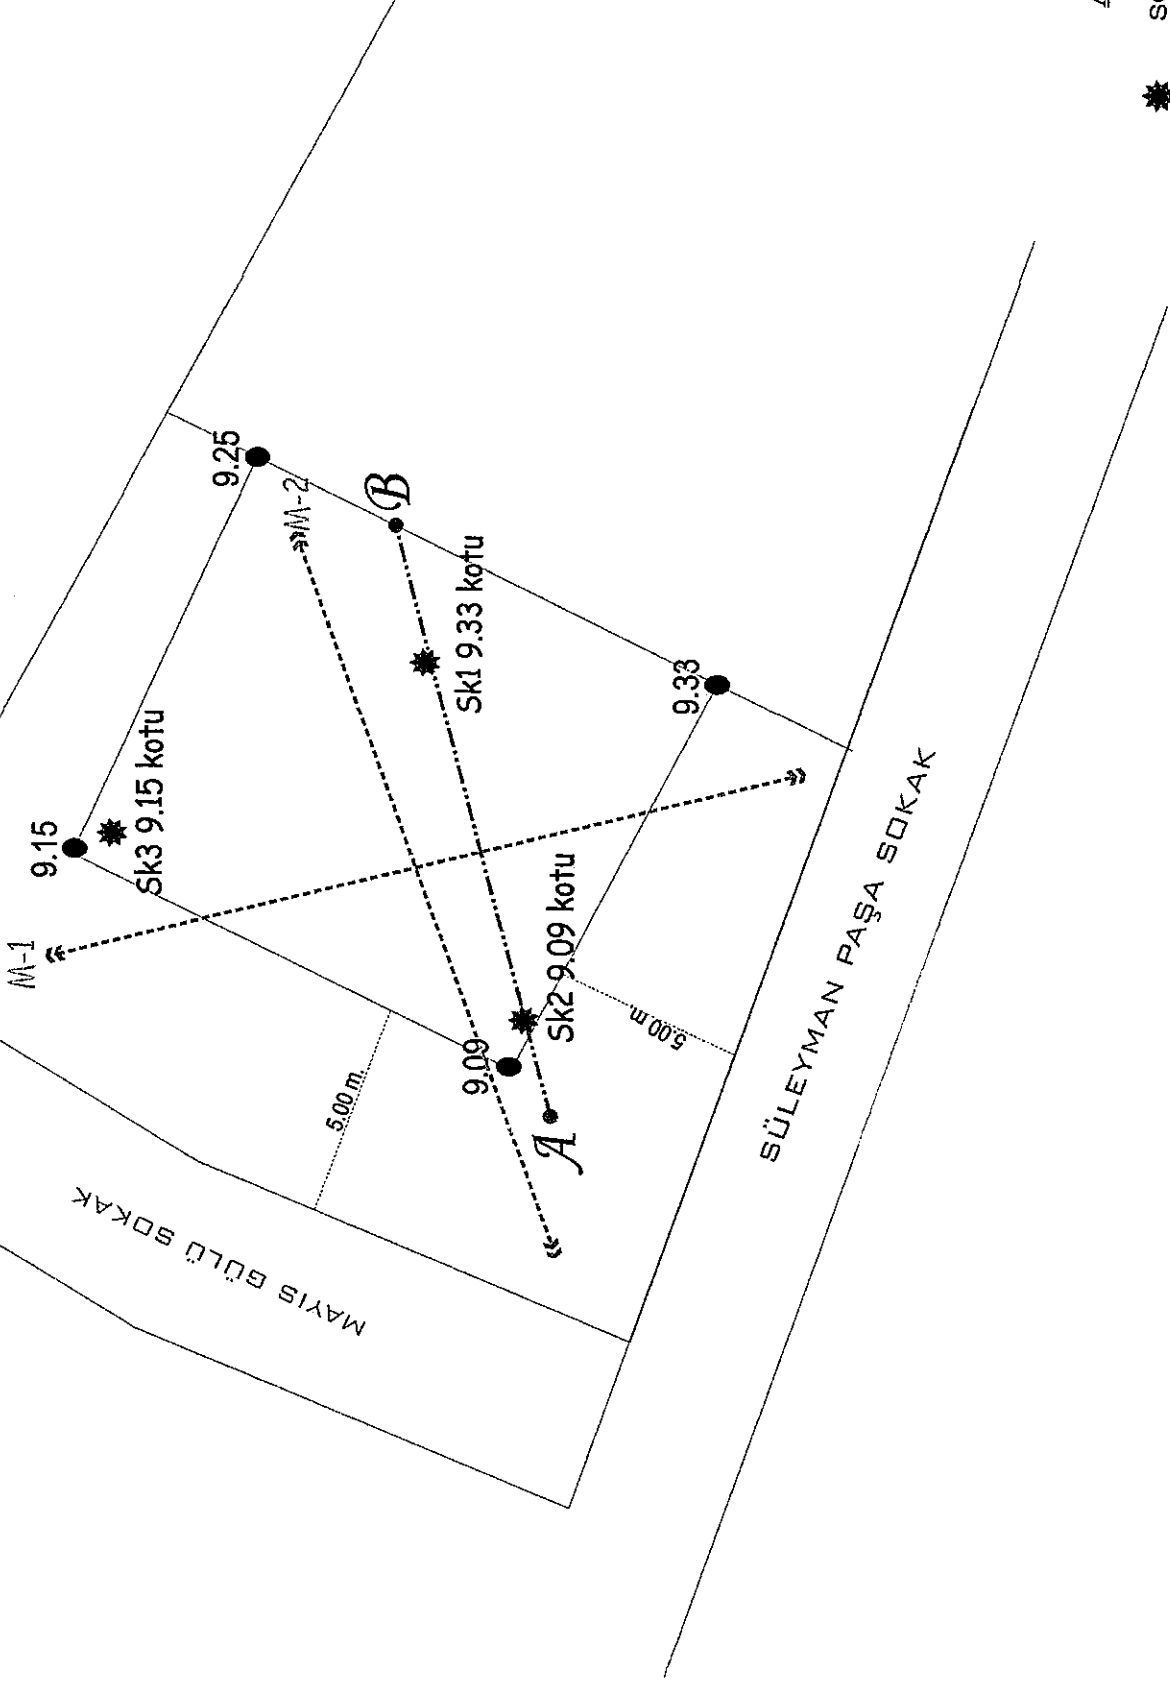 M-1
9.15
Sk3 9.15 kotu
9.25
M-2
B
Sk1 9.33 kotu
9.33
9.09
Sk2 9.09 kotu
A
5.00 m.
5.00 m.
MAYIS GÜLÜ SOKAK
SÜLEYMAN PAŞA SOKAK